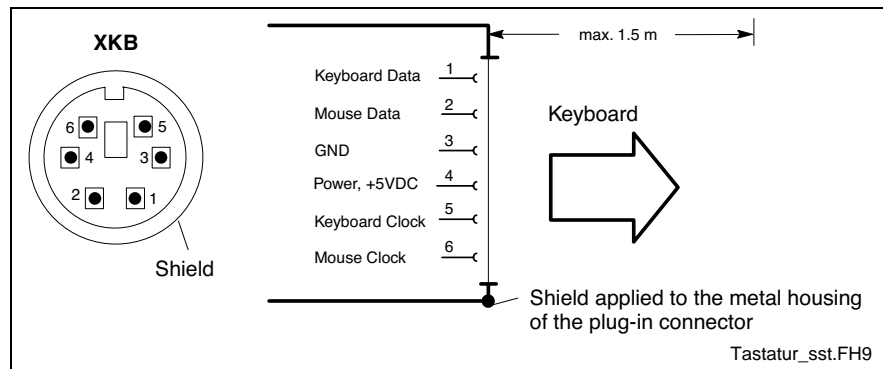 XKB
6
5
4
3
2
1
Shield
Keyboard Data 1
Mouse Data 2
GND 3
Power, +5VDC 4
Keyboard Clock 5
Mouse Clock 6
max. 1.5 m
Keyboard
Shield applied to the metal housing
of the plug-in connector
Tastatur_sst.FH9